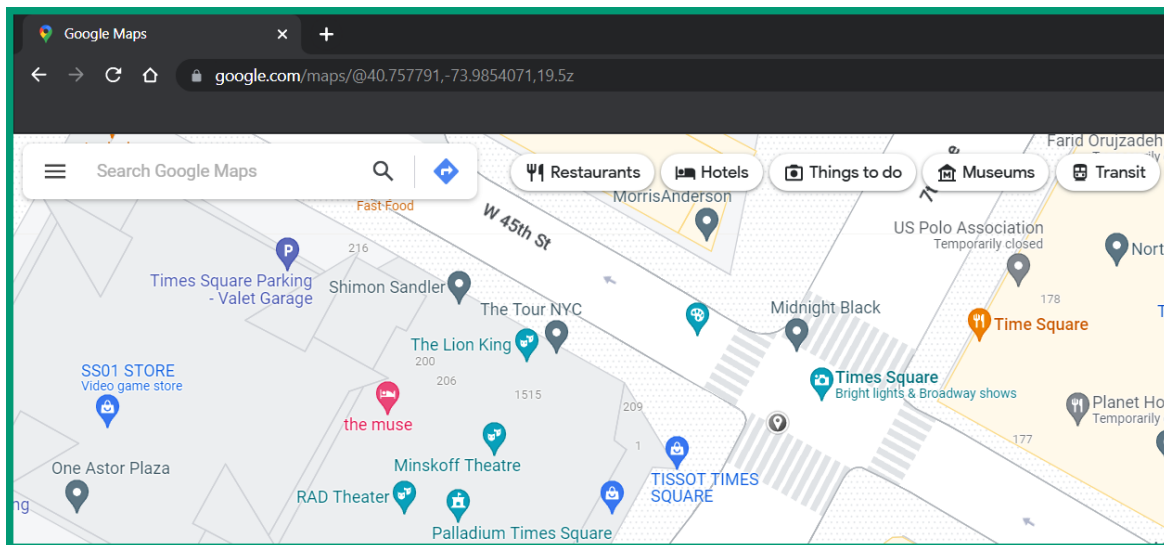 Google Maps
google.com/maps/@40.757791,-73.9854071,19.5z
Search Google Maps
Restaurants
Hotels
Things to do
Museums
Transit
Farid Orujzadeh
Fast Food
W 45th St
MorrisAnderson
US Polo Association
Temporarily closed
216
Times Square Parking
- Valet Garage
Shimon Sandler
The Tour NYC
Midnight Black
178
Time Square
The Lion King
200
206
1515
SS01 STORE
Video game store
the muse
209
1
Times Square
Bright lights & Broadway shows
Planet Ho
Temporarily
177
One Astor Plaza
Minskoff Theatre
RAD Theater
TISSOT TIMES
SQUARE
Palladium Times Square
ng
Nort